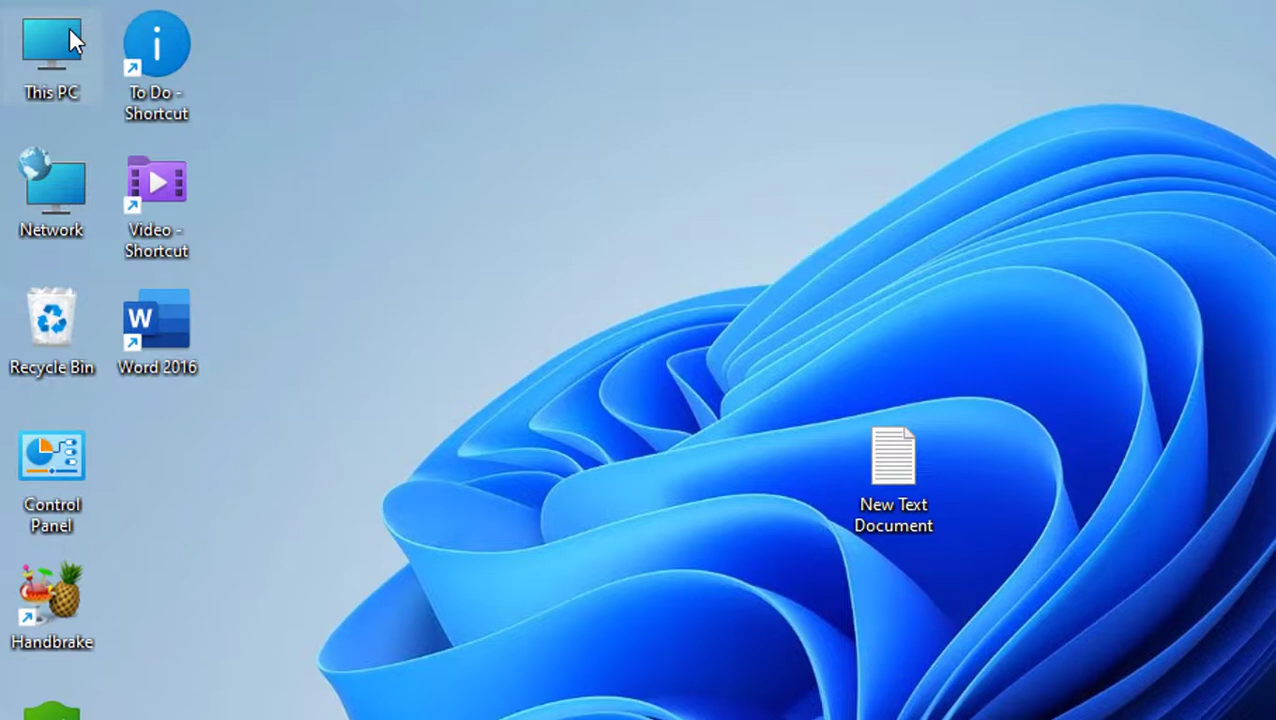 This PC
To Do -
Shortcut
Network
Video -
Shortcut
Recycle Bin
W
Word 2016
Control
Panel
New Text
Document
Handbrake